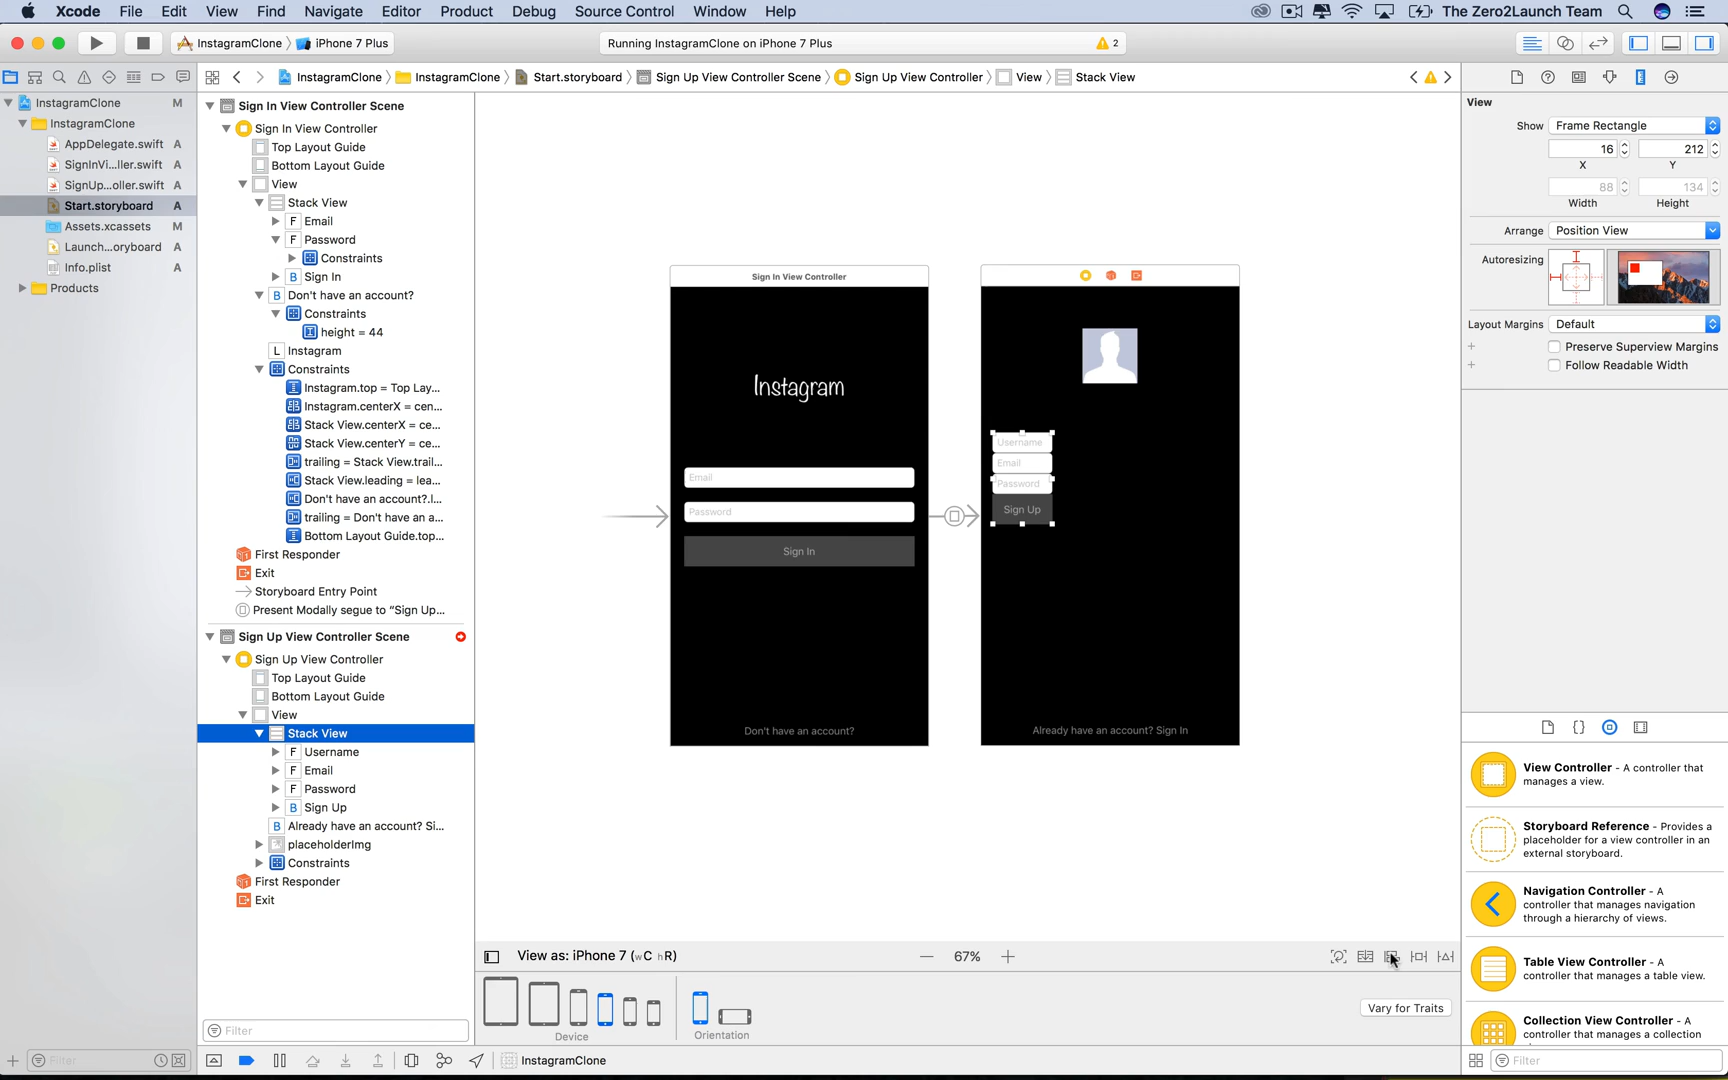 Xcode File Edit View Find Navigate Editor Product Debug Source Control Window Help The Zero2Launch Team
InstagramClone iPhone 7 Plus Running InstagramClone on iPhone 7 Plus 2
InstagramClone InstagramClone Start.storyboard Sign Up View Controller Scene Sign Up View Controller View Stack View
InstagramClone M
InstagramClone
AppDelegate.swift A
SignInVi...ller.swift A
SignUp...oller.swift A
Start.storyboard A
Assets.xcassets M
Launch...oryboard A
Info.plist A
Products
Filter
Sign In View Controller Scene
Sign In View Controller
Top Layout Guide
Bottom Layout Guide
View
Stack View
F Email
F Password
Constraints
B Sign In
B Don't have an account?
Constraints
height = 44
L Instagram
Constraints
Instagram.top = Top Lay...
Instagram.centerX = cen...
Stack View.centerX = ce...
Stack View.centerY = ce...
trailing = Stack View.trail...
Stack View.leading = lea...
Don't have an account?.l...
trailing = Don't have an a...
Bottom Layout Guide.top...
First Responder
Exit
Storyboard Entry Point
Present Modally segue to “Sign Up...
Sign Up View Controller Scene
Sign Up View Controller
Top Layout Guide
Bottom Layout Guide
View
Stack View
F Username
F Email
F Password
B Sign Up
B Already have an account? Si...
placeholderImg
Constraints
First Responder
Exit
Filter
Sign In View Controller
Instagram
Email
Password
Sign In
Don't have an account?
Username
Email
Password
Sign Up
Already have an account? Sign In
View as: iPhone 7 (wC hR)
67%
Device
Orientation
Vary for Traits
InstagramClone
View
Show Frame Rectangle
16 212
X Y
88 134
Width Height
Arrange Position View
Autoresizing
Layout Margins Default
Preserve Superview Margins
Follow Readable Width
{}
View Controller - A controller that
manages a view.
Storyboard Reference - Provides a
placeholder for a view controller in an
external storyboard.
Navigation Controller - A
controller that manages navigation
through a hierarchy of views.
Table View Controller - A
controller that manages a table view.
Collection View Controller - A
controller that manages a collection
Filter